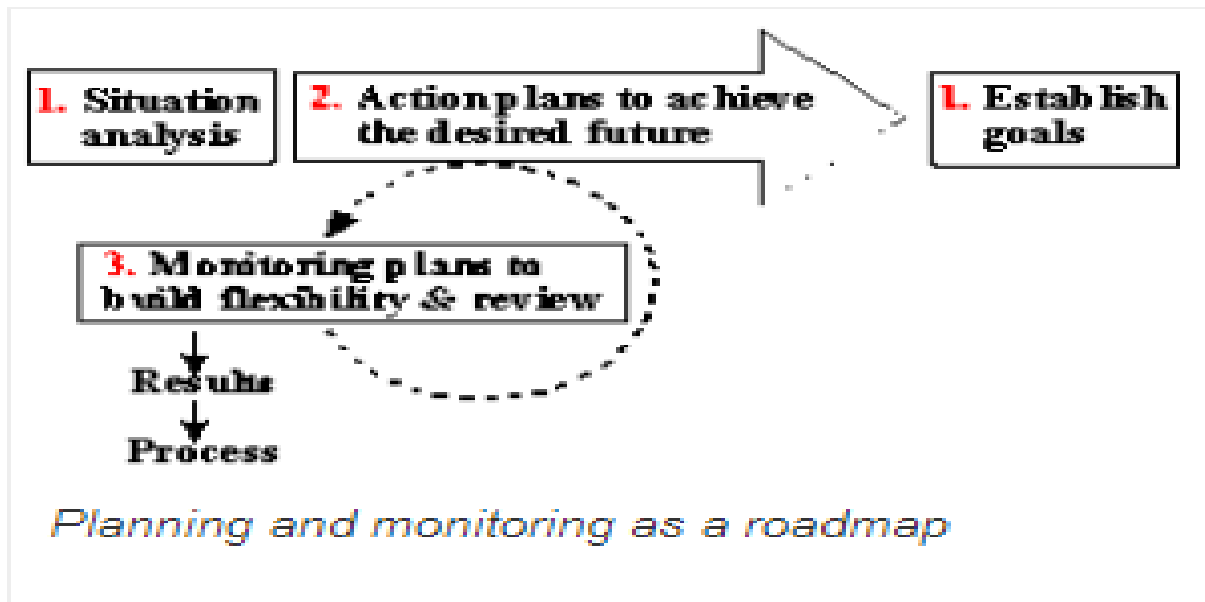 1. Situation
analysis
2. Action plans to achieve
the desired future
1. Establish
goals
3. Monitoring plans to
build flexibility & review
Results
Process
Planning and monitoring as a roadmap